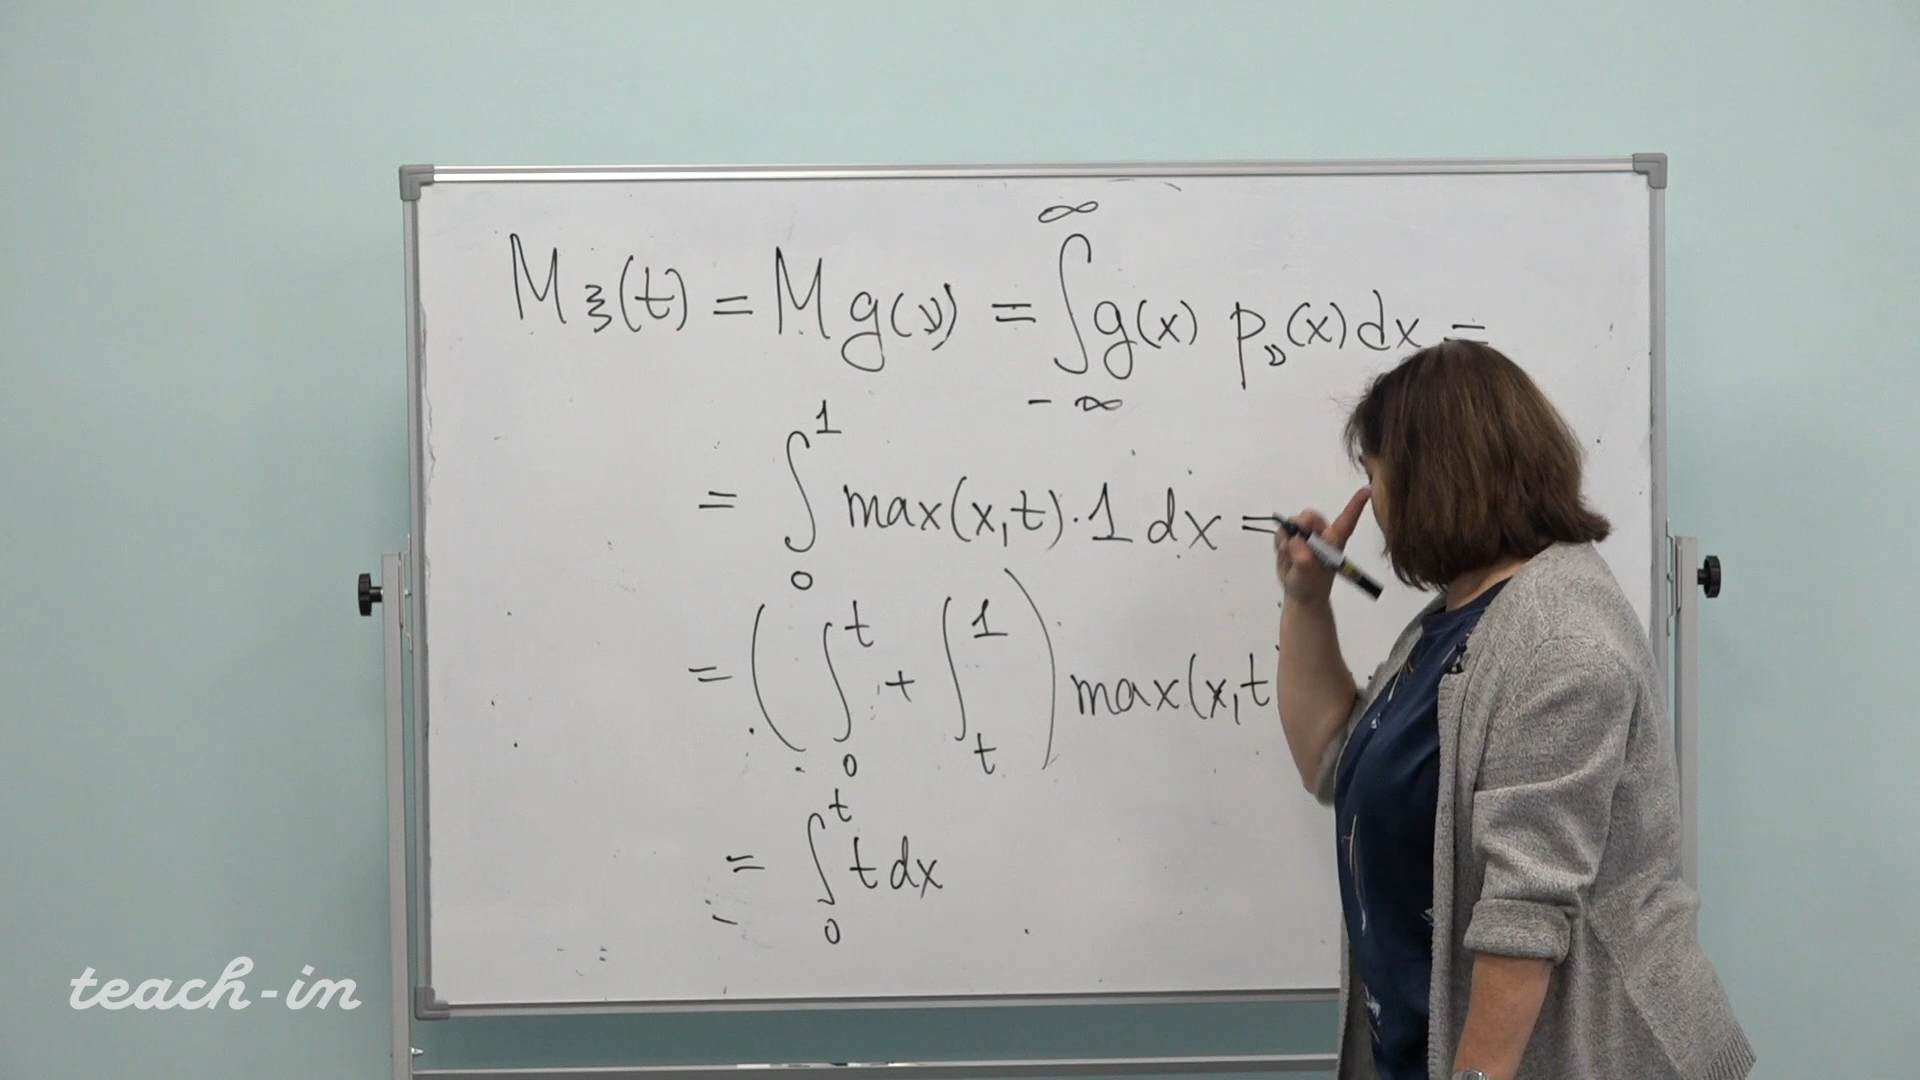 Mξ(t) = Mg(ν) = ∫_{-∞}^{∞} g(x) p_ν(x)dx =
= ∫_0^1 max(x,t)·1 dx =
= (∫_0^t + ∫_t^1) max(x,t
= ∫_0^t t dx
teach-in